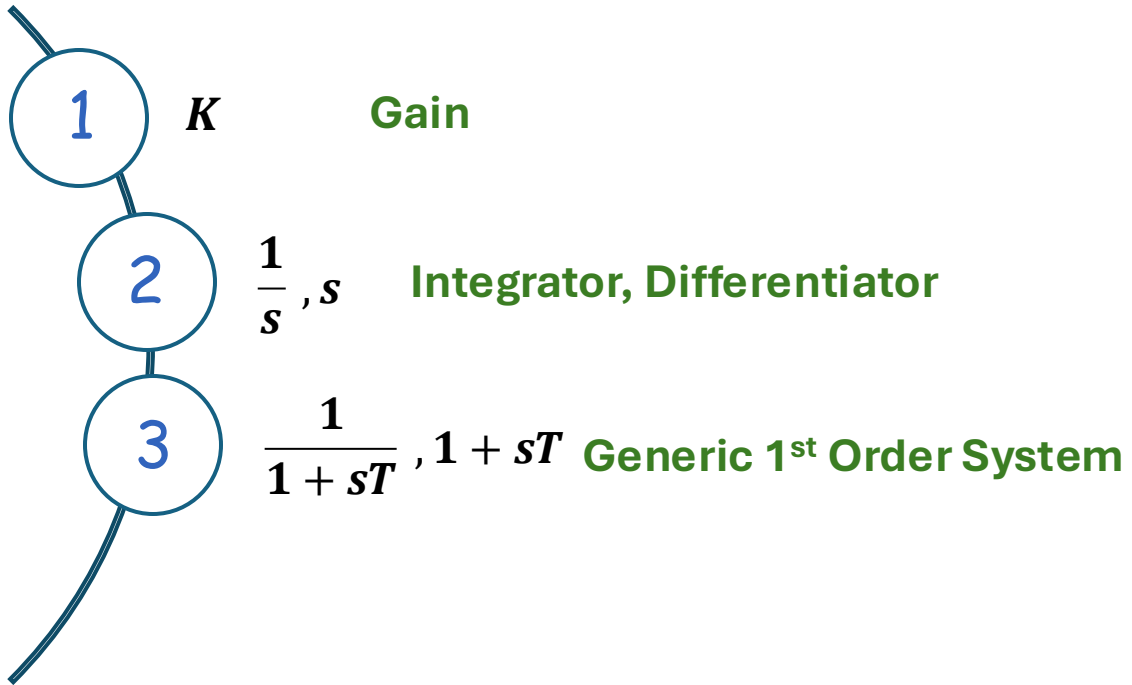 1 K Gain
2 1/s , s Integrator, Differentiator
3 1/(1 + sT) , 1 + sT Generic 1st Order System